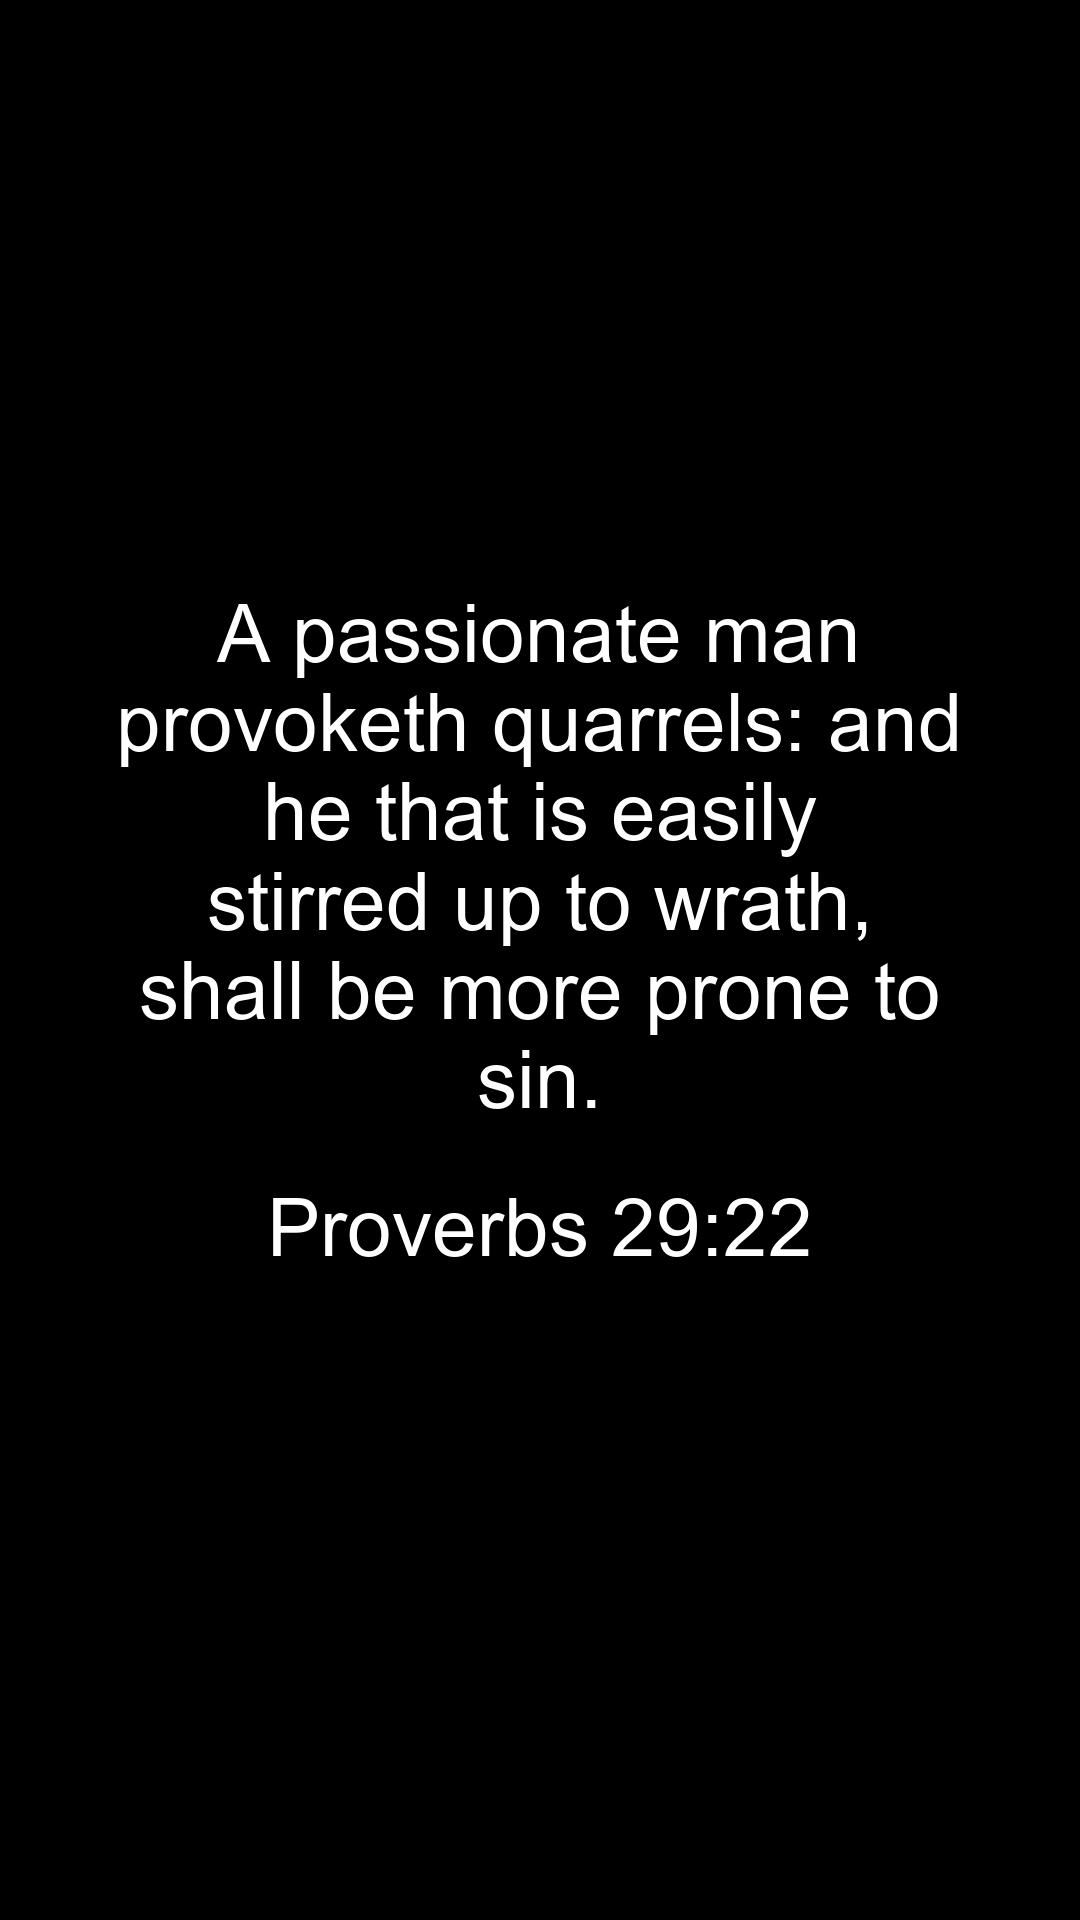 A passionate man
provoketh quarrels: and
he that is easily
stirred up to wrath,
shall be more prone to
sin.
Proverbs 29:22